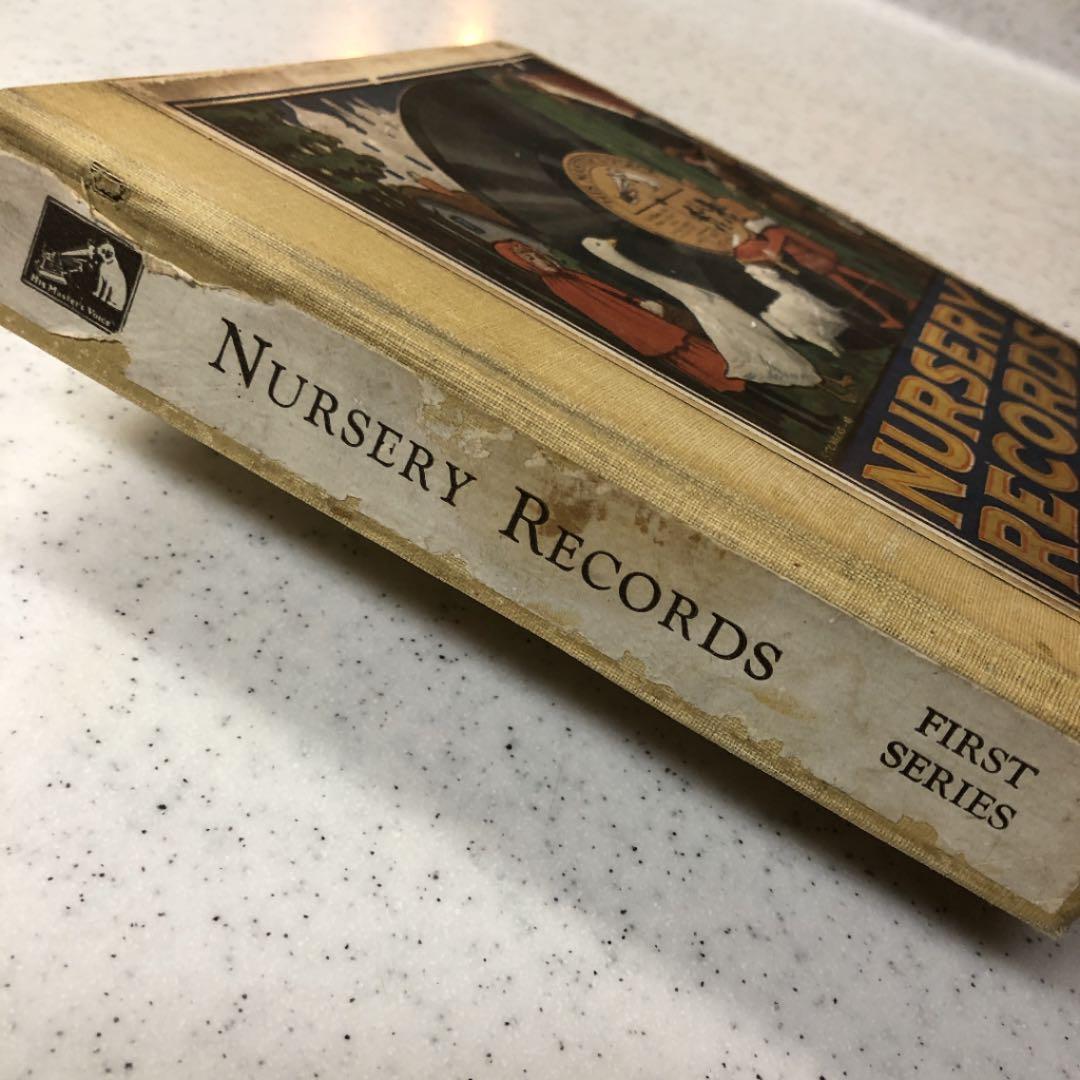 His Master's Voice
NURSERY RECORDS
FIRST
SERIES
NURSERY
RECORDS